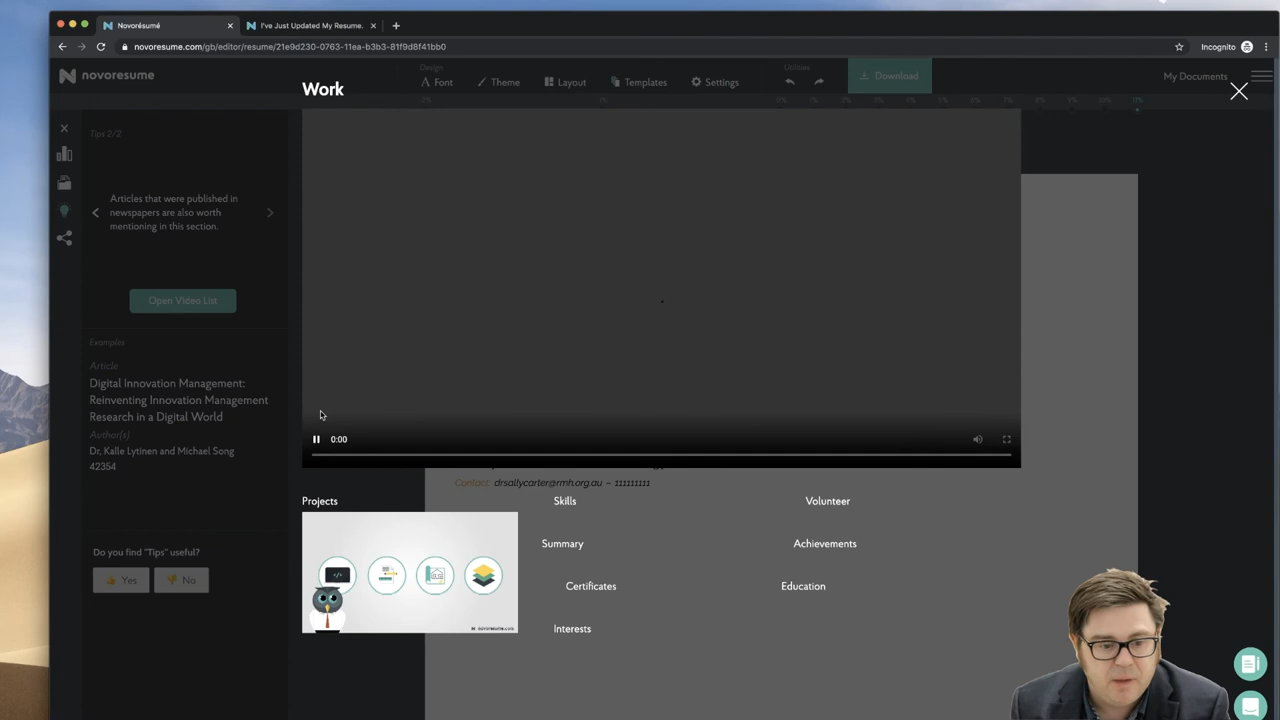 Novorésumé
I've Just Updated My Resume.
novoresume.com/gb/editor/resume/21e9d230-0763-11ea-b3b3-81f9d8f41bb0
Incognito
novoresume
Design
Font
Theme
Layout
Templates
Settings
Utilities
Download
My Documents
Work
Tips 2/2
Articles that were published in
newspapers are also worth
mentioning in this section.
Open Video List
Examples
Article
Digital Innovation Management:
Reinventing Innovation Management
Research in a Digital World
Author(s)
Dr, Kalle Lytinen and Michael Song
42354
Do you find "Tips" useful?
Yes
No
0:00
Contact: drsallycarter@rmh.org.au – 111111111
Projects
Skills
Volunteer
Summary
Achievements
Certificates
Education
Interests
novoresume.com